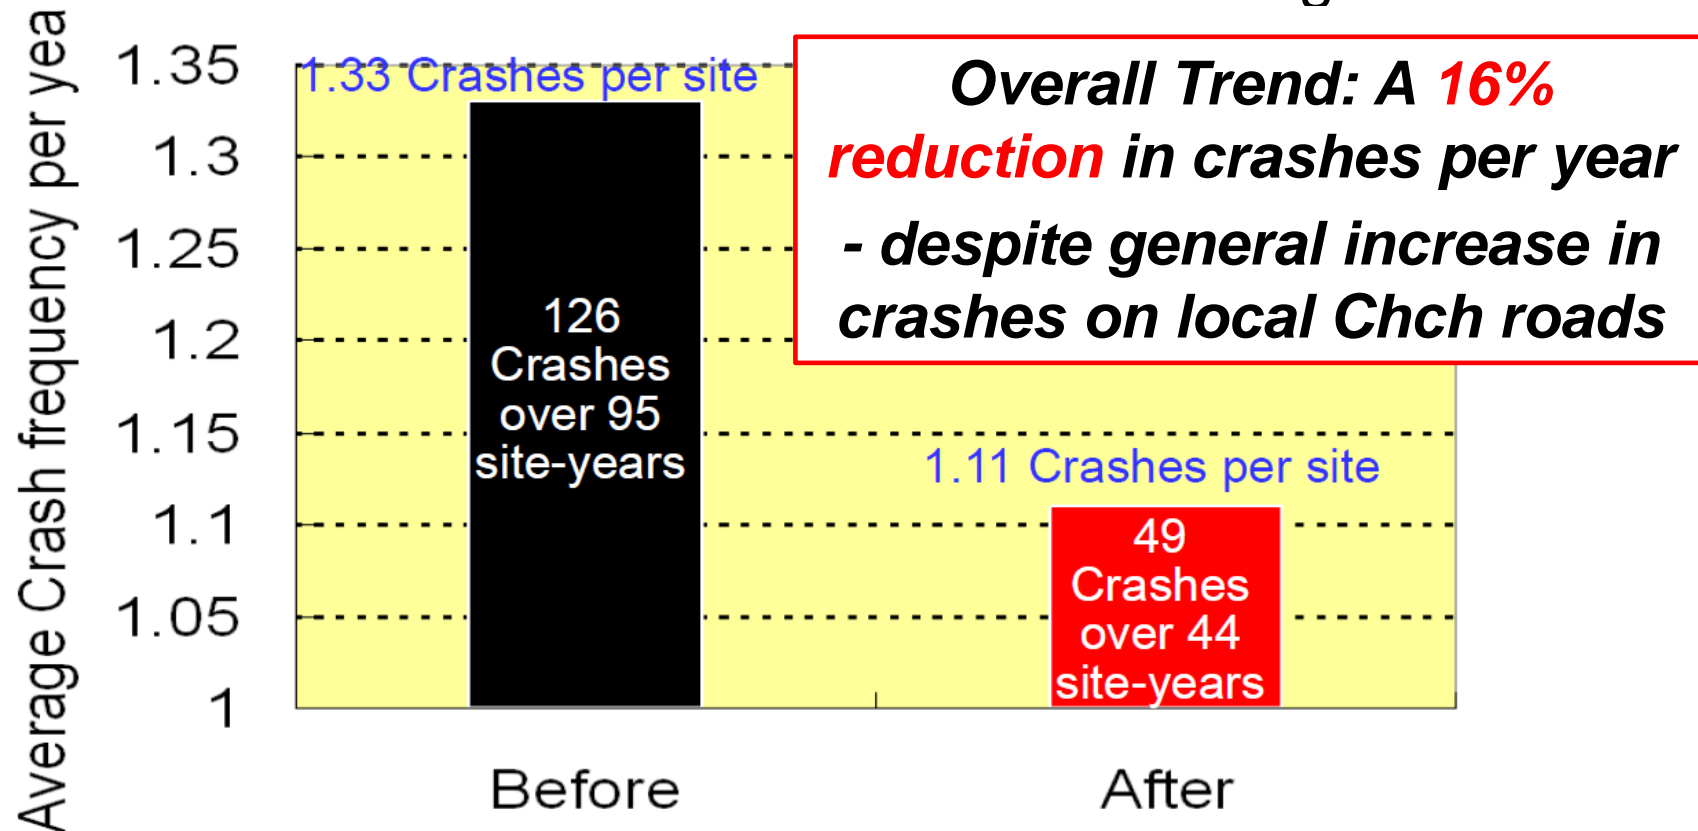 Average Crash frequency per yea
1.35
1.3
1.25
1.2
1.15
1.1
1.05
1
1.33 Crashes per site
126
Crashes
over 95
site-years
Overall Trend: A 16%
reduction in crashes per year
- despite general increase in
crashes on local Chch roads
1.11 Crashes per site
49
Crashes
over 44
site-years
Before
After